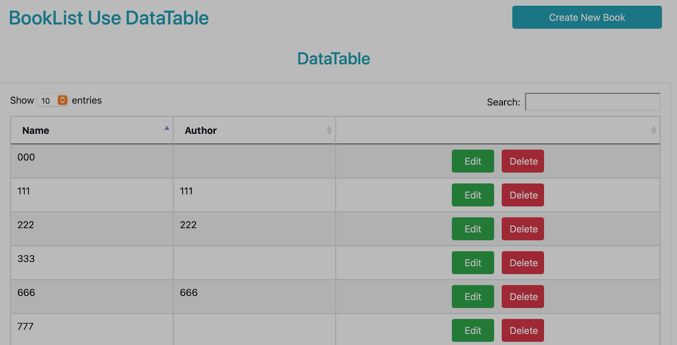 BookList Use DataTable Create New Book
DataTable
Show 10 entries Search:
Name Author
000 Edit Delete
111 111 Edit Delete
222 222 Edit Delete
333 Edit Delete
666 666 Edit Delete
777 Edit Delete